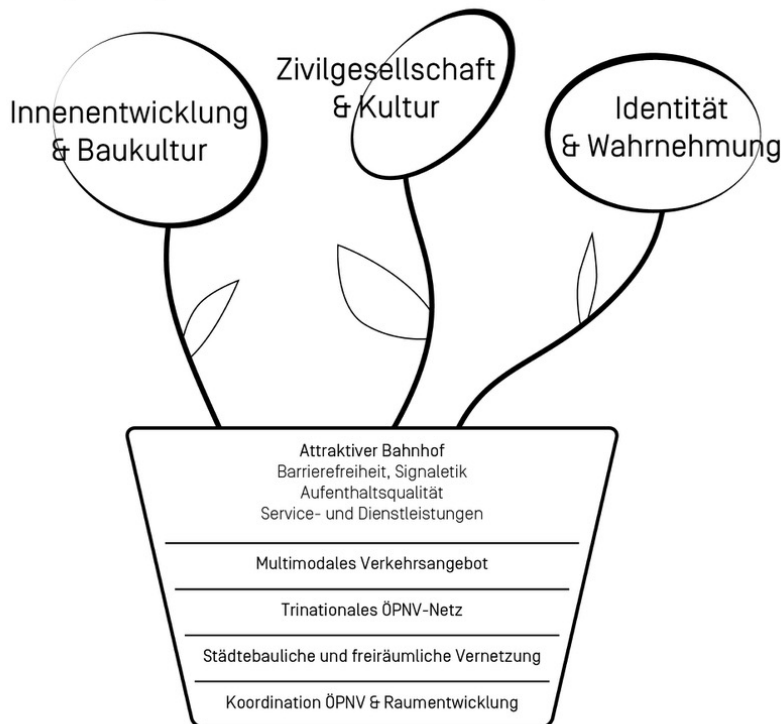 Innenentwicklung
& Baukultur
Zivilgesellschaft
& Kultur
Identität
& Wahrnehmung
Attraktiver Bahnhof
Barrierefreiheit, Signaletik
Aufenthaltsqualität
Service- und Dienstleistungen
Multimodales Verkehrsangebot
Trinationales ÖPNV-Netz
Städtebauliche und freiräumliche Vernetzung
Koordination ÖPNV & Raumentwicklung